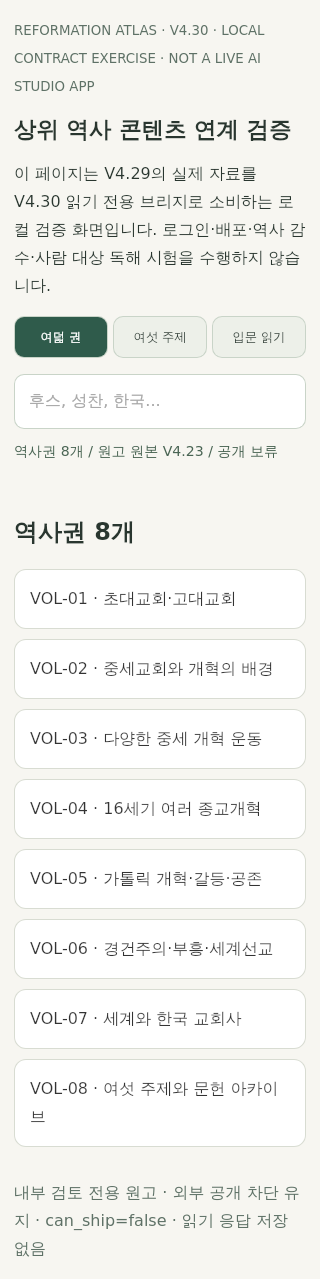 REFORMATION ATLAS · V4.30 · LOCAL
CONTRACT EXERCISE · NOT A LIVE AI
STUDIO APP
상위 역사 콘텐츠 연계 검증
이 페이지는 V4.29의 실제 자료를
V4.30 읽기 전용 브리지로 소비하는 로
컬 검증 화면입니다. 로그인·배포·역사 감
수·사람 대상 독해 시험을 수행하지 않습
니다.
여덟 권
여섯 주제
입문 읽기
후스, 성찬, 한국...
역사권 8개 / 원고 원본 V4.23 / 공개 보류
역사권 8개
VOL-01 · 초대교회·고대교회
VOL-02 · 중세교회와 개혁의 배경
VOL-03 · 다양한 중세 개혁 운동
VOL-04 · 16세기 여러 종교개혁
VOL-05 · 가톨릭 개혁·갈등·공존
VOL-06 · 경건주의·부흥·세계선교
VOL-07 · 세계와 한국 교회사
VOL-08 · 여섯 주제와 문헌 아카이
브
내부 검토 전용 원고 · 외부 공개 차단 유
지 · can_ship=false · 읽기 응답 저장
없음